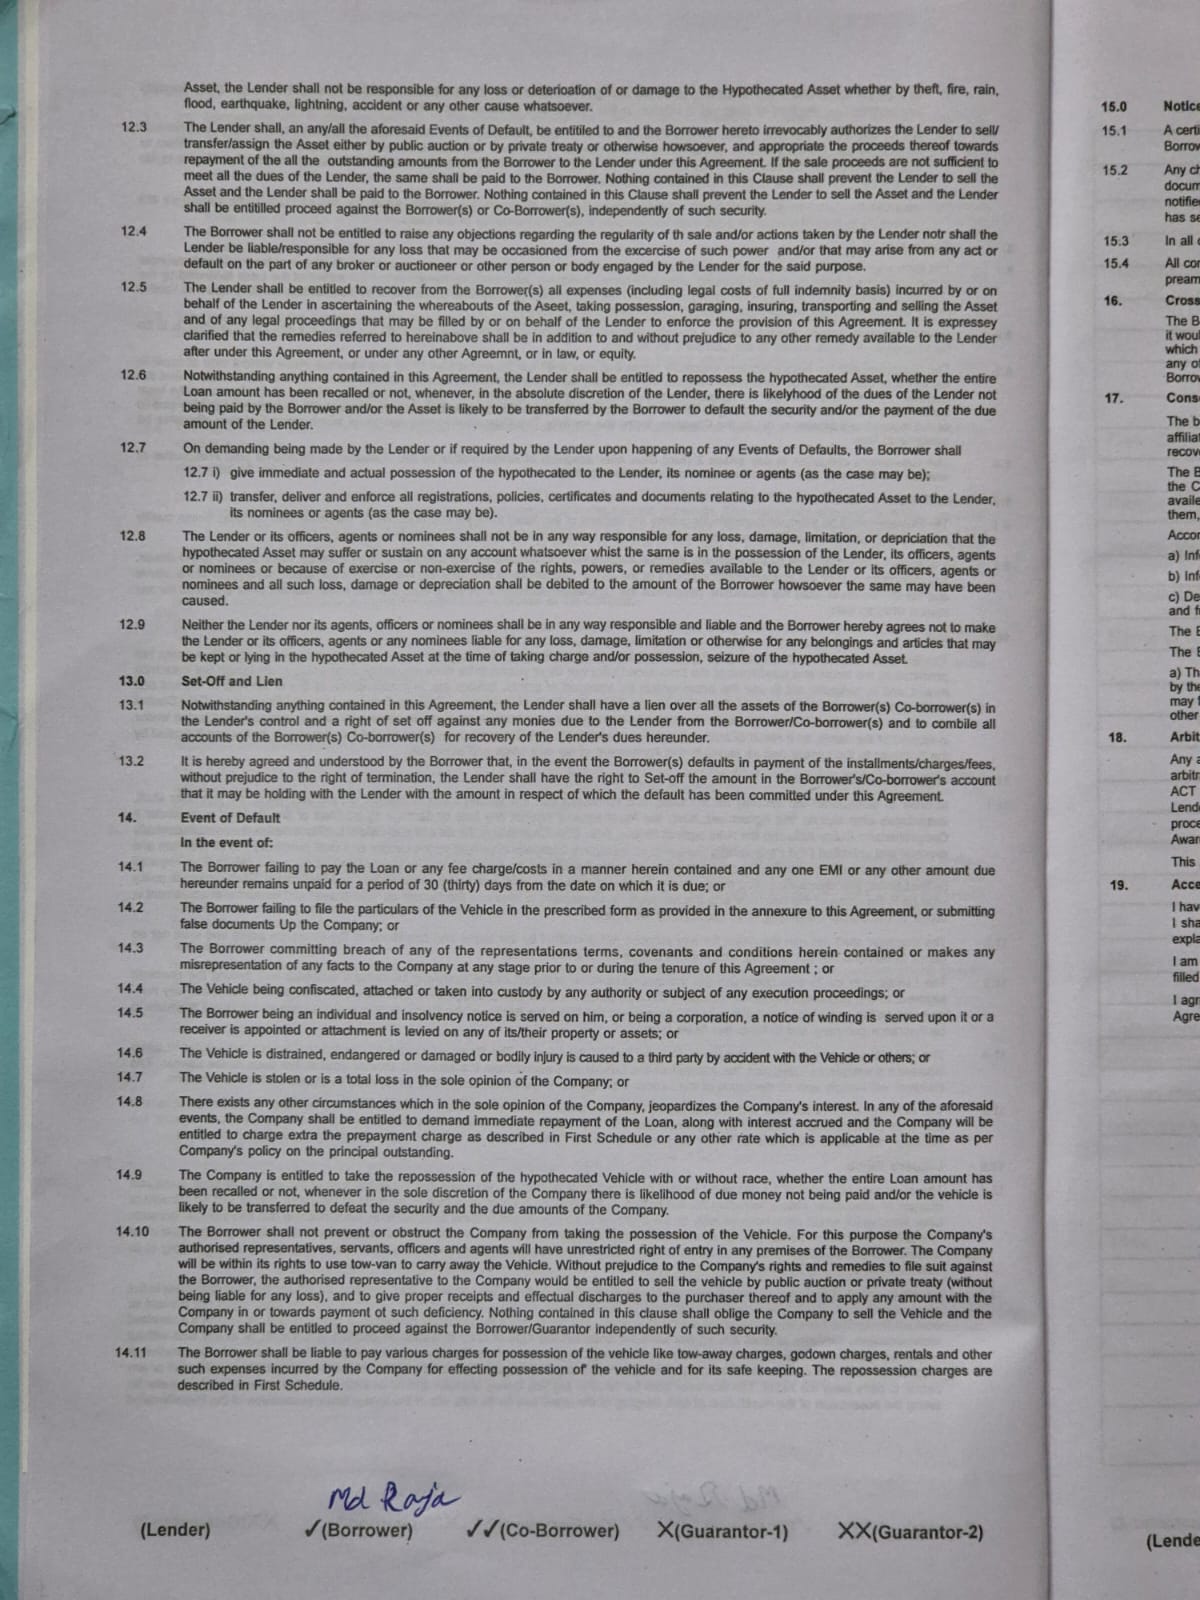 Asset, the Lender shall not be responsible for any loss or deterioation of or damage to the Hypothecated Asset whether by theft, fire, rain,
flood, earthquake, lightning, accident or any other cause whatsoever.
12.3 The Lender shall, an any/all the aforesaid Events of Default, be entitiled to and the Borrower hereto irrevocably authorizes the Lender to sell/
transfer/assign the Asset either by public auction or by private treaty or otherwise howsoever, and appropriate the proceeds thereof towards
repayment of the all the outstanding amounts from the Borrower to the Lender under this Agreement. If the sale proceeds are not sufficient to
meet all the dues of the Lender, the same shall be paid to the Borrower. Nothing contained in this Clause shall prevent the Lender to sell the
Asset and the Lender shall be paid to the Borrower. Nothing contained in this Clause shall prevent the Lender to sell the Asset and the Lender
shall be entitilled proceed against the Borrower(s) or Co-Borrower(s), independently of such security.
12.4 The Borrower shall not be entitled to raise any objections regarding the regularity of th sale and/or actions taken by the Lender notr shall the
Lender be liable/responsible for any loss that may be occasioned from the excercise of such power and/or that may arise from any act or
default on the part of any broker or auctioneer or other person or body engaged by the Lender for the said purpose.
12.5 The Lender shall be entitled to recover from the Borrower(s) all expenses (including legal costs of full indemnity basis) incurred by or on
behalf of the Lender in ascertaining the whereabouts of the Aseet, taking possession, garaging, insuring, transporting and selling the Asset
and of any legal proceedings that may be filled by or on behalf of the Lender to enforce the provision of this Agreement. It is expressey
clarified that the remedies referred to hereinabove shall be in addition to and without prejudice to any other remedy available to the Lender
after under this Agreement, or under any other Agreemnt, or in law, or equity.
12.6 Notwithstanding anything contained in this Agreement, the Lender shall be entitled to repossess the hypothecated Asset, whether the entire
Loan amount has been recalled or not, whenever, in the absolute discretion of the Lender, there is likelyhood of the dues of the Lender not
being paid by the Borrower and/or the Asset is likely to be transferred by the Borrower to default the security and/or the payment of the due
amount of the Lender.
12.7 On demanding being made by the Lender or if required by the Lender upon happening of any Events of Defaults, the Borrower shall
12.7 i) give immediate and actual possession of the hypothecated to the Lender, its nominee or agents (as the case may be);
12.7 ii) transfer, deliver and enforce all registrations, policies, certificates and documents relating to the hypothecated Asset to the Lender,
its nominees or agents (as the case may be).
12.8 The Lender or its officers, agents or nominees shall not be in any way responsible for any loss, damage, limitation, or depriciation that the
hypothecated Asset may suffer or sustain on any account whatsoever whist the same is in the possession of the Lender, its officers, agents
or nominees or because of exercise or non-exercise of the rights, powers, or remedies available to the Lender or its officers, agents or
nominees and all such loss, damage or depreciation shall be debited to the amount of the Borrower howsoever the same may have been
caused.
12.9 Neither the Lender nor its agents, officers or nominees shall be in any way responsible and liable and the Borrower hereby agrees not to make
the Lender or its officers, agents or any nominees liable for any loss, damage, limitation or otherwise for any belongings and articles that may
be kept or lying in the hypothecated Asset at the time of taking charge and/or possession, seizure of the hypothecated Asset.
13.0 Set-Off and Lien
13.1 Notwithstanding anything contained in this Agreement, the Lender shall have a lien over all the assets of the Borrower(s) Co-borrower(s) in
the Lender's control and a right of set off against any monies due to the Lender from the Borrower/Co-borrower(s) and to combile all
accounts of the Borrower(s) Co-borrower(s) for recovery of the Lender's dues hereunder.
13.2 It is hereby agreed and understood by the Borrower that, in the event the Borrower(s) defaults in payment of the installments/charges/fees,
without prejudice to the right of termination, the Lender shall have the right to Set-off the amount in the Borrower's/Co-borrower's account
that it may be holding with the Lender with the amount in respect of which the default has been committed under this Agreement.
14. Event of Default
In the event of:
14.1 The Borrower failing to pay the Loan or any fee charge/costs in a manner herein contained and any one EMI or any other amount due
hereunder remains unpaid for a period of 30 (thirty) days from the date on which it is due; or
14.2 The Borrower failing to file the particulars of the Vehicle in the prescribed form as provided in the annexure to this Agreement, or submitting
false documents Up the Company; or
14.3 The Borrower committing breach of any of the representations terms, covenants and conditions herein contained or makes any
misrepresentation of any facts to the Company at any stage prior to or during the tenure of this Agreement ; or
14.4 The Vehicle being confiscated, attached or taken into custody by any authority or subject of any execution proceedings; or
14.5 The Borrower being an individual and insolvency notice is served on him, or being a corporation, a notice of winding is served upon it or a
receiver is appointed or attachment is levied on any of its/their property or assets; or
14.6 The Vehicle is distrained, endangered or damaged or bodily injury is caused to a third party by accident with the Vehicle or others; or
14.7 The Vehicle is stolen or is a total loss in the sole opinion of the Company; or
14.8 There exists any other circumstances which in the sole opinion of the Company, jeopardizes the Company's interest. In any of the aforesaid
events, the Company shall be entitled to demand immediate repayment of the Loan, along with interest accrued and the Company will be
entitled to charge extra the prepayment charge as described in First Schedule or any other rate which is applicable at the time as per
Company's policy on the principal outstanding.
14.9 The Company is entitled to take the repossession of the hypothecated Vehicle with or without race, whether the entire Loan amount has
been recalled or not, whenever in the sole discretion of the Company there is likelihood of due money not being paid and/or the vehicle is
likely to be transferred to defeat the security and the due amounts of the Company.
14.10 The Borrower shall not prevent or obstruct the Company from taking the possession of the Vehicle. For this purpose the Company's
authorised representatives, servants, officers and agents will have unrestricted right of entry in any premises of the Borrower. The Company
will be within its rights to use tow-van to carry away the Vehicle. Without prejudice to the Company's rights and remedies to file suit against
the Borrower, the authorised representative to the Company would be entitled to sell the vehicle by public auction or private treaty (without
being liable for any loss), and to give proper receipts and effectual discharges to the purchaser thereof and to apply any amount with the
Company in or towards payment ot such deficiency. Nothing contained in this clause shall oblige the Company to sell the Vehicle and the
Company shall be entitled to proceed against the Borrower/Guarantor independently of such security.
14.11 The Borrower shall be liable to pay various charges for possession of the vehicle like tow-away charges, godown charges, rentals and other
such expenses incurred by the Company for effecting possession of the vehicle and for its safe keeping. The repossession charges are
described in First Schedule.
Md Raja
(Lender) ✓(Borrower) ✓✓(Co-Borrower) X(Guarantor-1) XX(Guarantor-2)
15.0 Notice
15.1 A certi
Borrow
15.2 Any ch
docum
notifie
has se
15.3 In all
15.4 All cor
pream
16. Cross
The B
it woul
which
any of
Borrow
17. Cons
The b
affiliat
recov
The B
the C
availe
them,
Accor
a) Inf
b) Inf
c) De
and f
The B
The B
a) Th
by the
may
other
18. Arbit
Any a
arbitr
ACT
Lend
proce
Awar
This
19. Acce
I hav
I sha
expla
I am
filled
I agr
Agre
(Lende